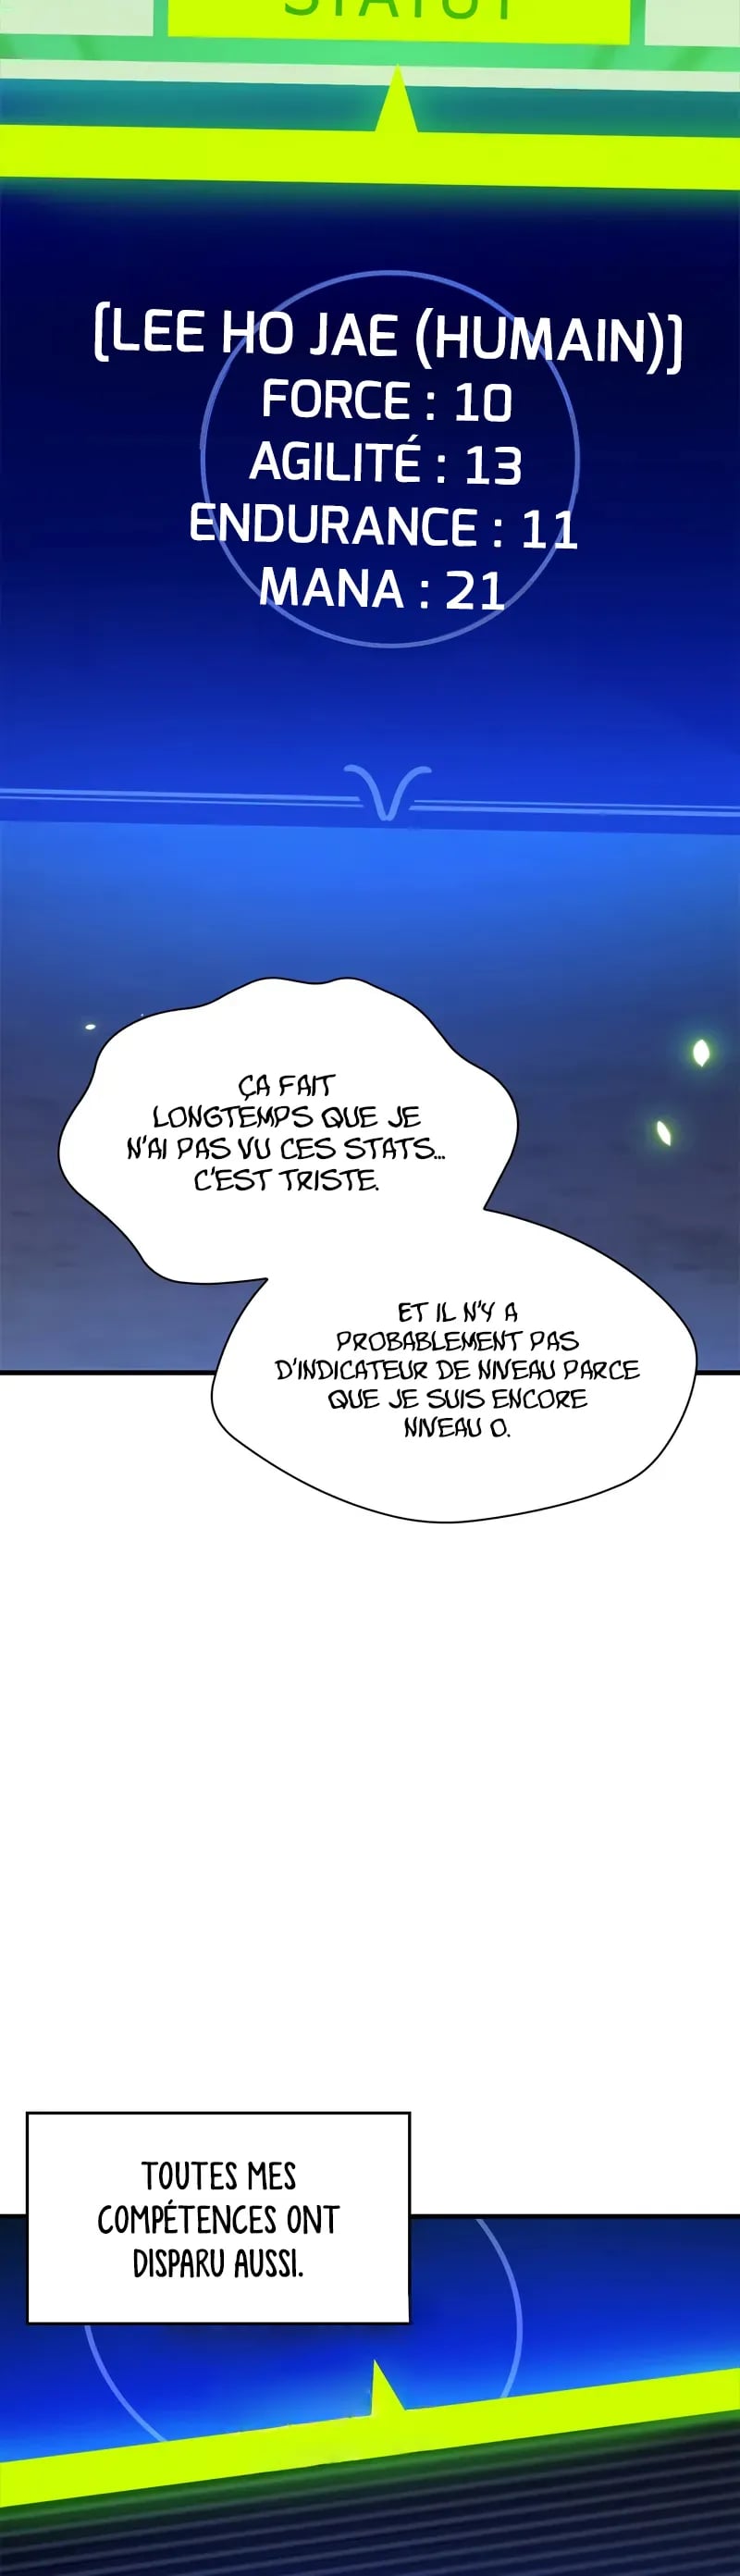 STATUT
[LEE HO JAE (HUMAIN)]
FORCE : 10
AGILITÉ : 13
ENDURANCE : 11
MANA : 21
ÇA FAIT
LONGTEMPS QUE JE
N'AI PAS VU CES STATS...
C'EST TRISTE.
ET IL N'Y A
PROBABLEMENT PAS
D'INDICATEUR DE NIVEAU PARCE
QUE JE SUIS ENCORE
NIVEAU 0.
TOUTES MES
COMPÉTENCES ONT
DISPARU AUSSI.